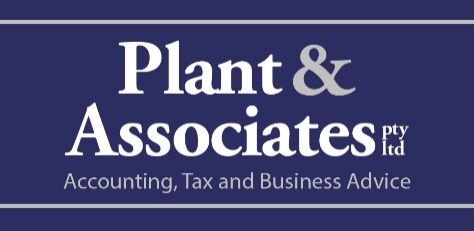 Plant &
Associates pty ltd
Accounting, Tax and Business Advice